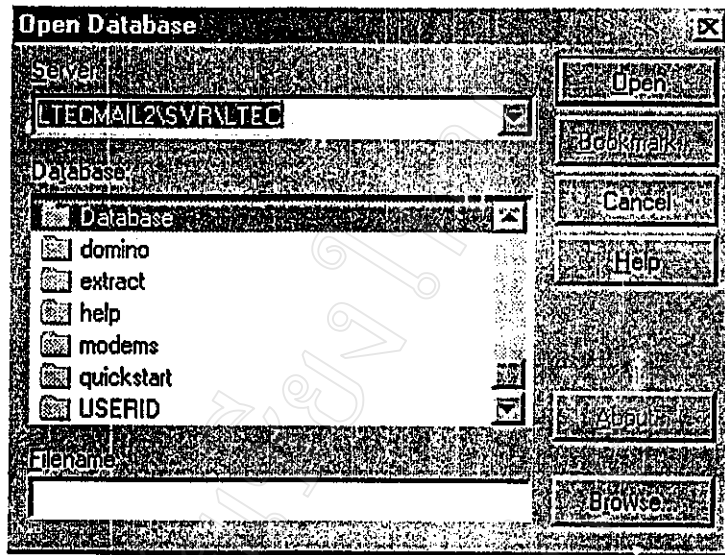 Open Database
Server
LTECMAIL2\SVR\LTEC
Database:
Database
domino
extract
help
modems
quickstart
USERID
Filename
Open
Bookmark
Cancel
Help
About
Browse...